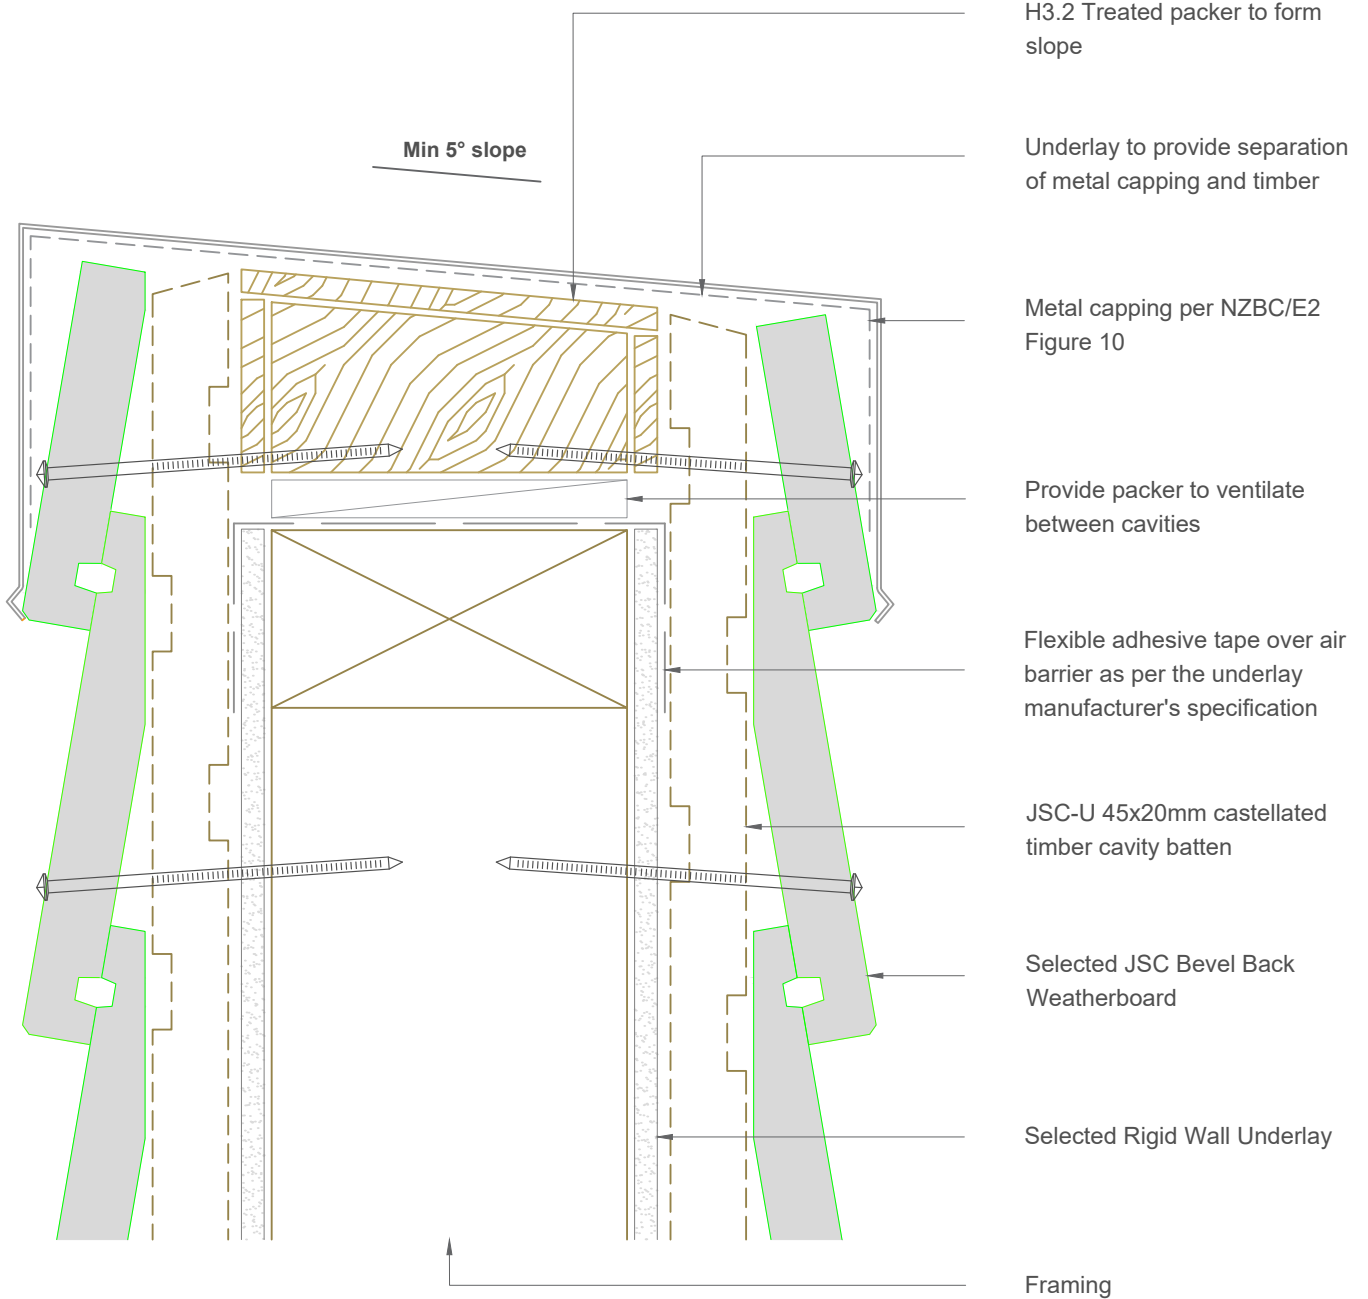 H3.2 Treated packer to form
slope
Min 5° slope
Underlay to provide separation
of metal capping and timber
Metal capping per NZBC/E2
Figure 10
Provide packer to ventilate
between cavities
Flexible adhesive tape over air
barrier as per the underlay
manufacturer's specification
JSC-U 45x20mm castellated
timber cavity batten
Selected JSC Bevel Back
Weatherboard
Selected Rigid Wall Underlay
Framing